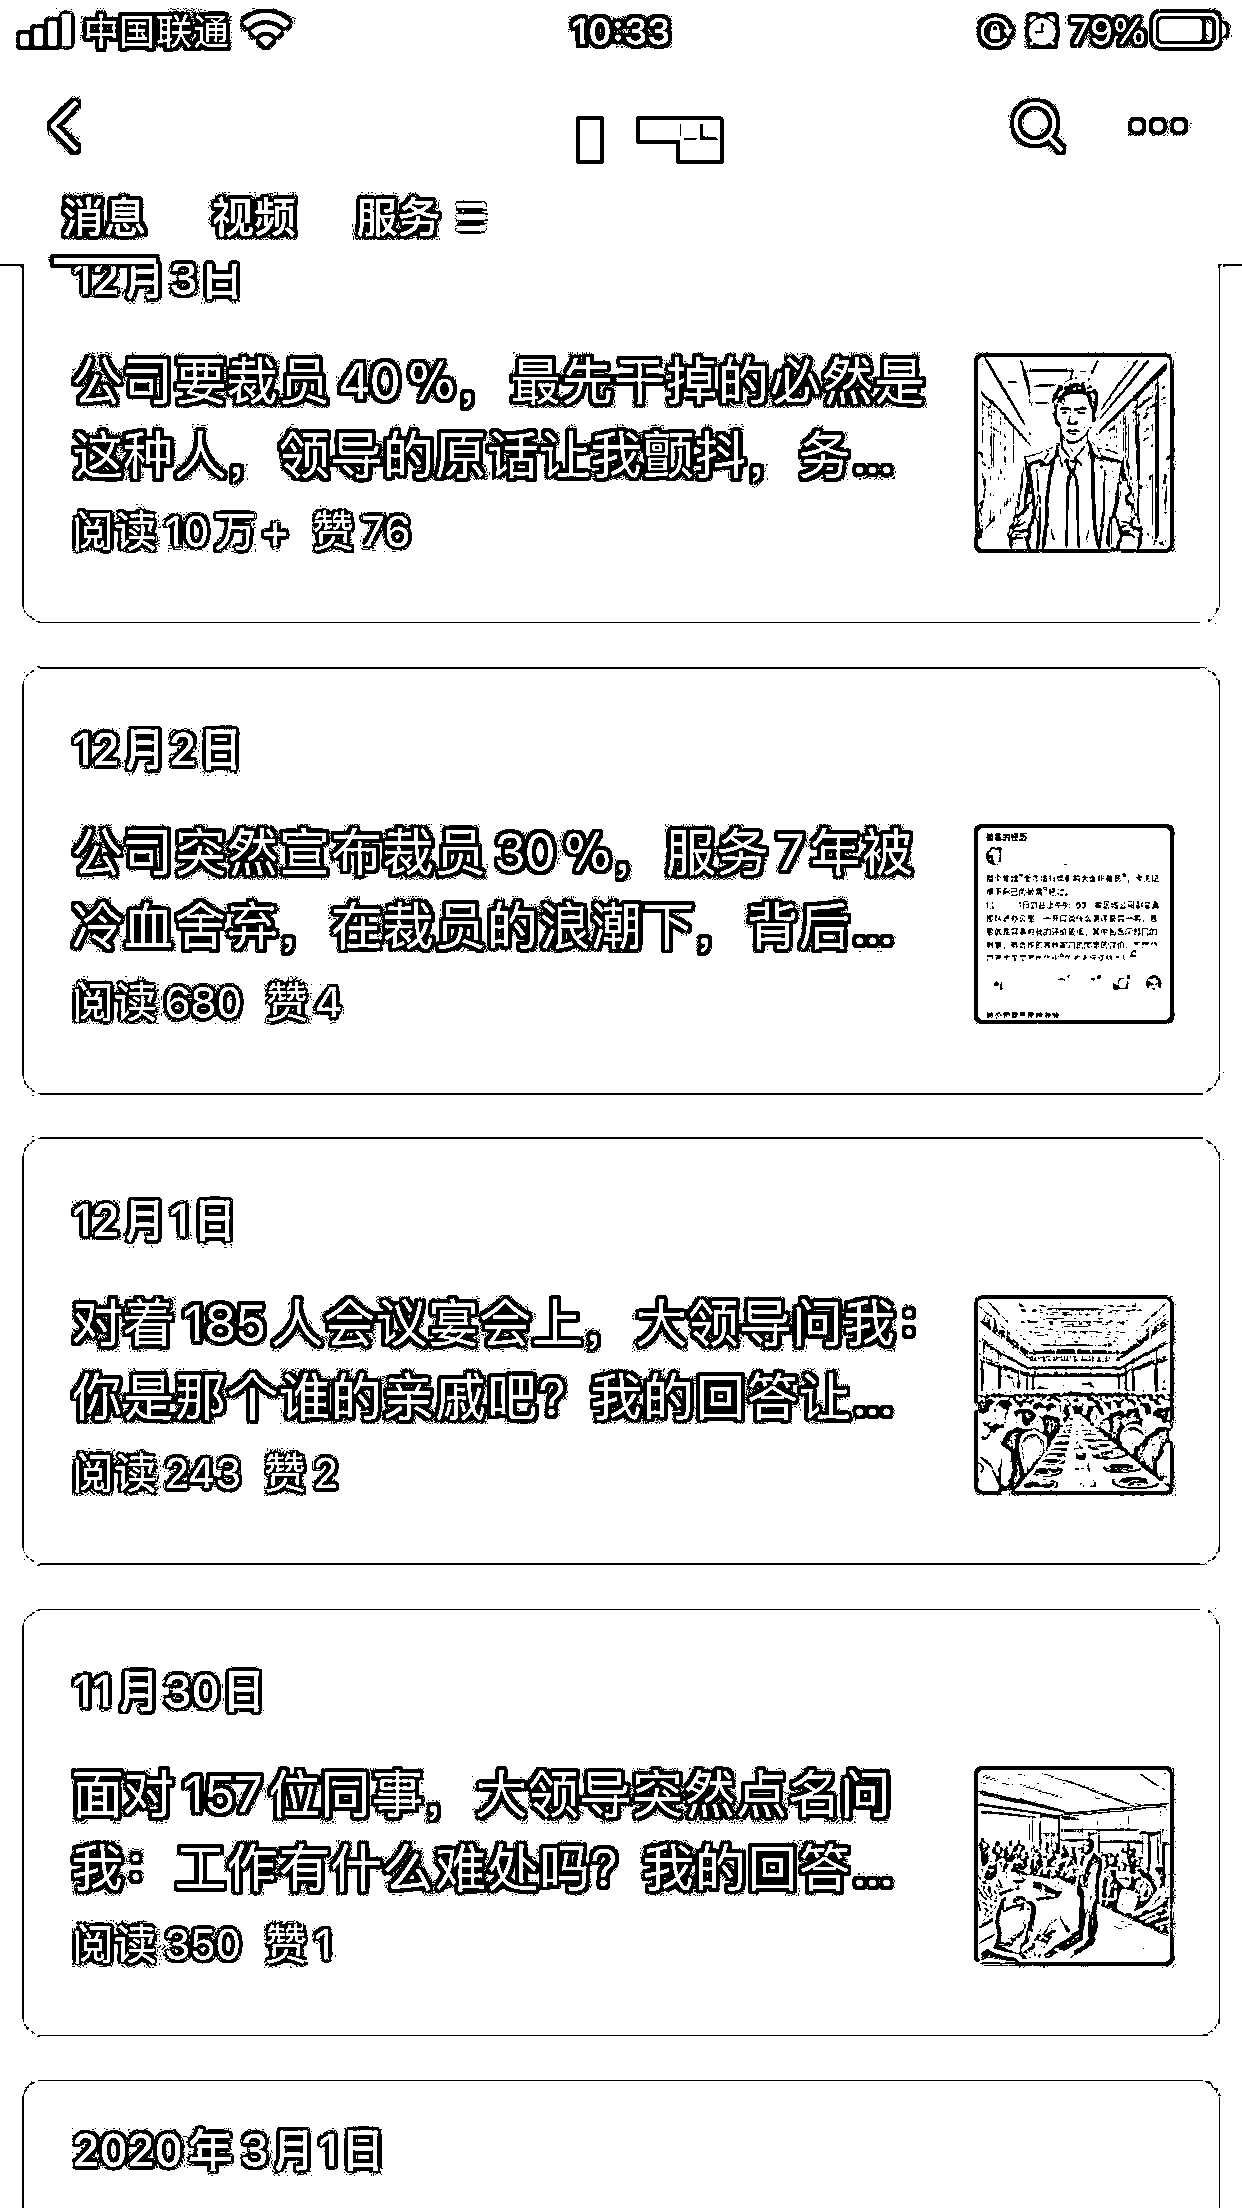 中国联通 10:33 79%
消息 视频 服务
12月3日
公司要裁员40%，最先干掉的必然是
这种人，领导的原话让我颤抖，务...
阅读10万+ 赞76
12月2日
公司突然宣布裁员30%，服务7年被
冷血舍弃，在裁员的浪潮下，背后...
阅读680 赞4
12月1日
对着185人会议宴会上，大领导问我：
你是那个谁的亲戚吧？我的回答让...
阅读243 赞2
11月30日
面对157位同事，大领导突然点名问
我：工作有什么难处吗？我的回答...
阅读350 赞1
2020年3月1日